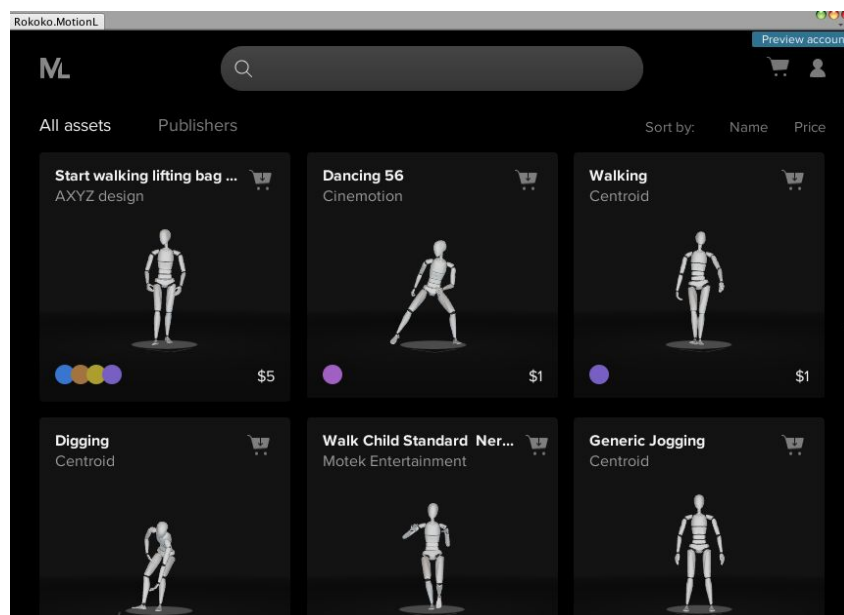 Rokoko.MotionL
Preview accoun
ML
All assets Publishers Sort by: Name Price
Start walking lifting bag ... Dancing 56 Walking
AXYZ design Cinemotion Centroid
$5 $1 $1
Digging Walk Child Standard Ner... Generic Jogging
Centroid Motek Entertainment Centroid